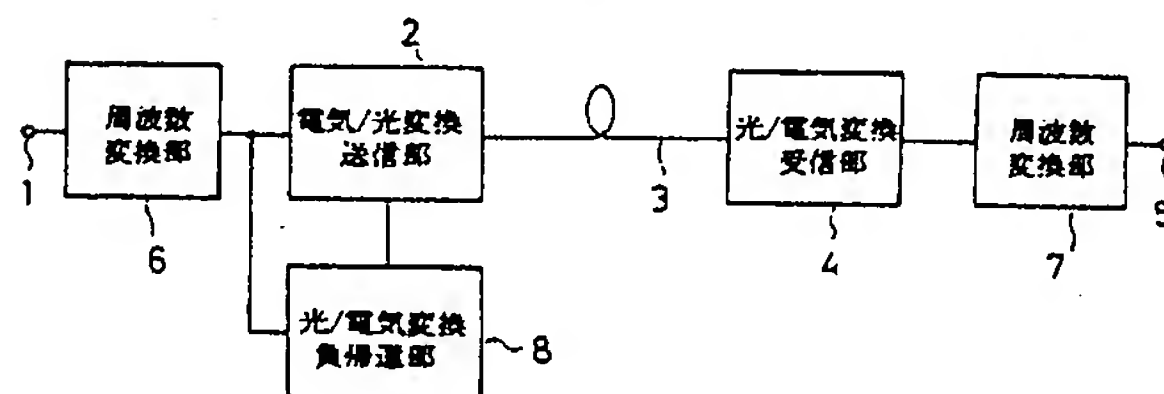 2
周波数
変換部
電気/光変換
送信部
光/電気変換
受信部
周波数
変換部
1
3
5
6
4
7
光/電気変換
負帰還部
8